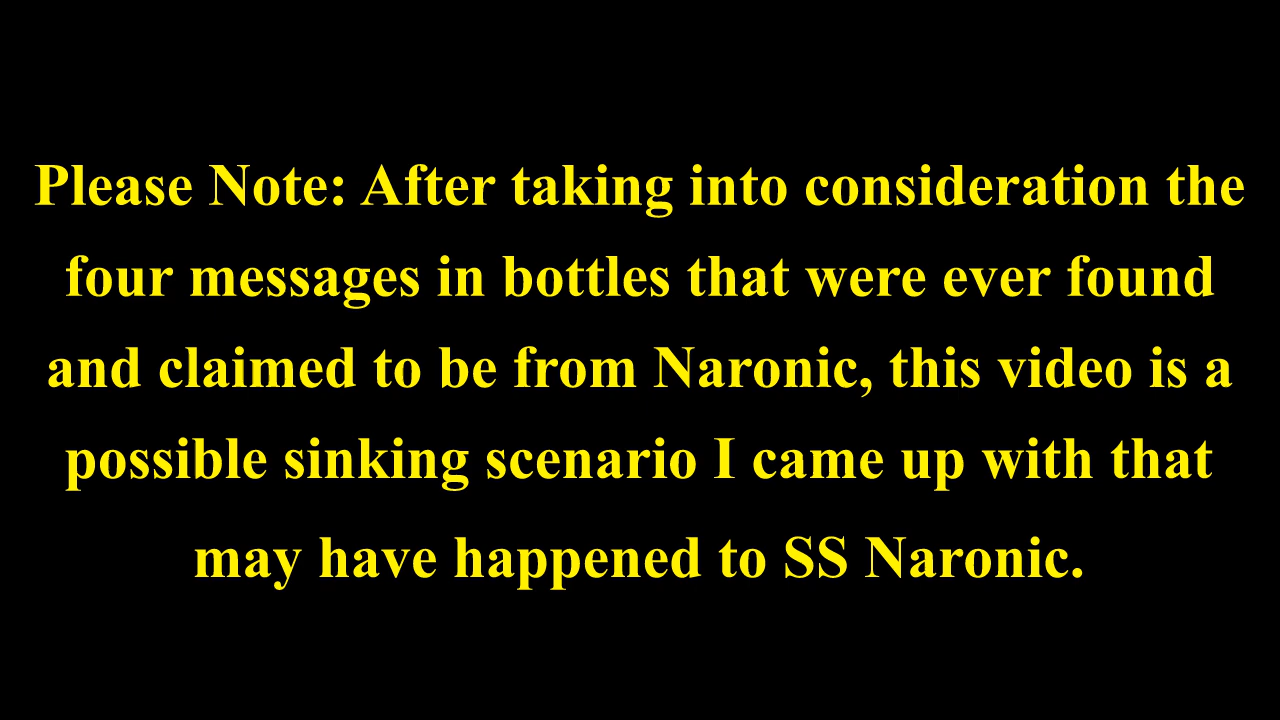 Please Note: After taking into consideration the
four messages in bottles that were ever found
and claimed to be from Naronic, this video is a
possible sinking scenario I came up with that
may have happened to SS Naronic.